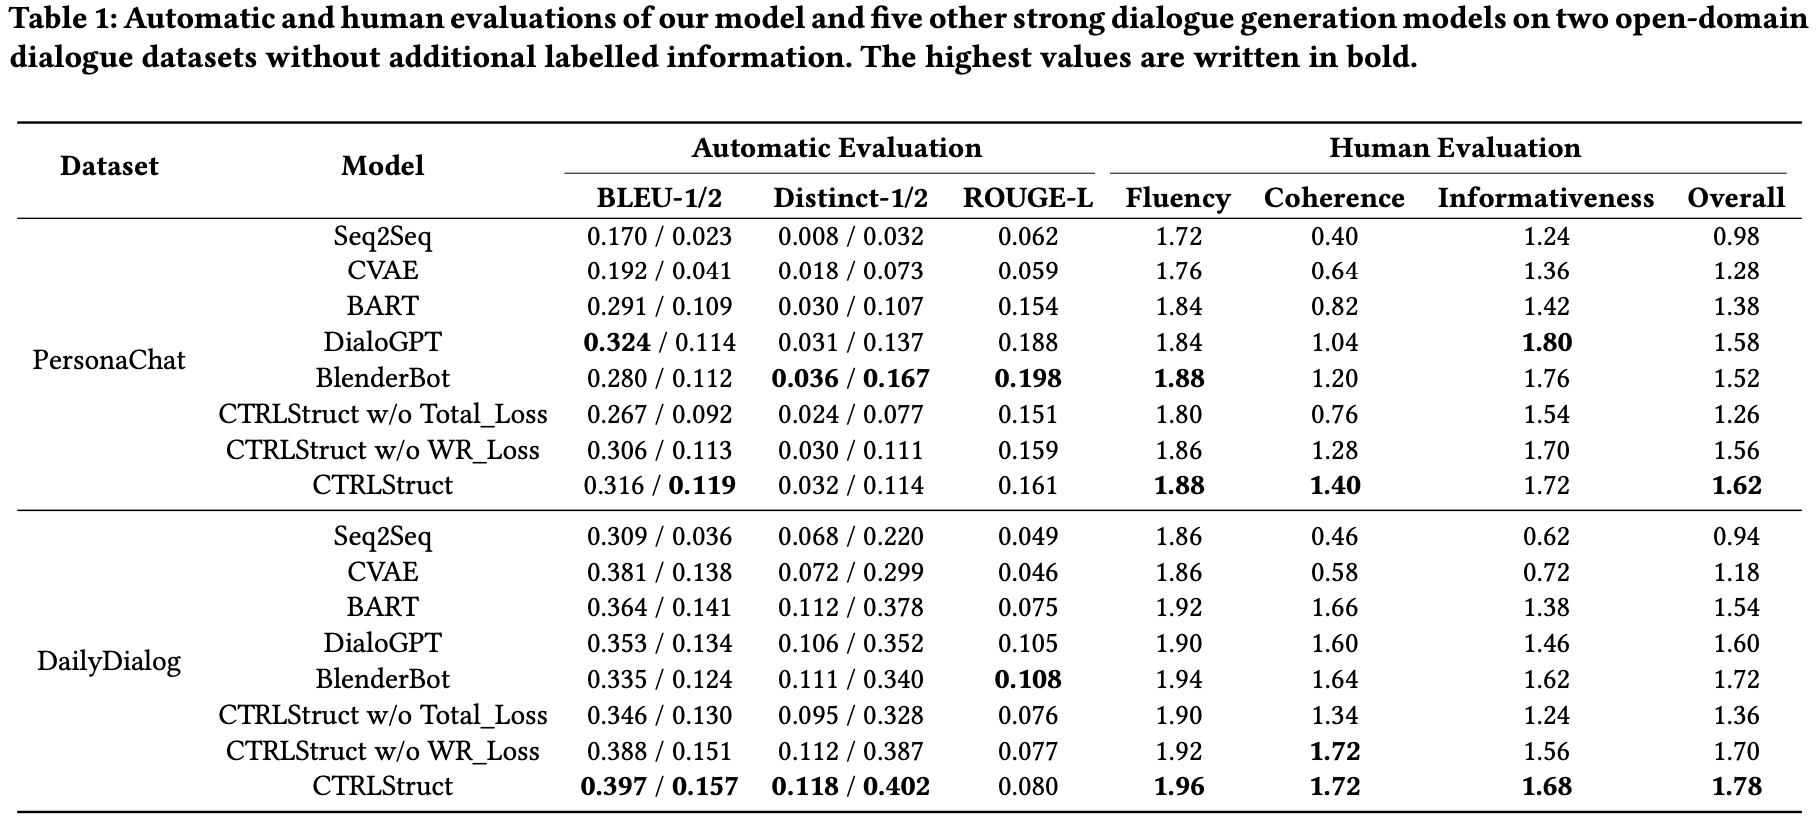 Table 1: Automatic and human evaluations of our model and five other strong dialogue generation models on two open-domain
dialogue datasets without additional labelled information. The highest values are written in bold.
Dataset Model Automatic Evaluation Human Evaluation
BLEU-1/2 Distinct-1/2 ROUGE-L Fluency Coherence Informativeness Overall
PersonaChat
Seq2Seq 0.170 / 0.023 0.008 / 0.032 0.062 1.72 0.40 1.24 0.98
CVAE 0.192 / 0.041 0.018 / 0.073 0.059 1.76 0.64 1.36 1.28
BART 0.291 / 0.109 0.030 / 0.107 0.154 1.84 0.82 1.42 1.38
DialoGPT 0.324 / 0.114 0.031 / 0.137 0.188 1.84 1.04 1.80 1.58
BlenderBot 0.280 / 0.112 0.036 / 0.167 0.198 1.88 1.20 1.76 1.52
CTRLStruct w/o Total_Loss 0.267 / 0.092 0.024 / 0.077 0.151 1.80 0.76 1.54 1.26
CTRLStruct w/o WR_Loss 0.306 / 0.113 0.030 / 0.111 0.159 1.86 1.28 1.70 1.56
CTRLStruct 0.316 / 0.119 0.032 / 0.114 0.161 1.88 1.40 1.72 1.62
DailyDialog
Seq2Seq 0.309 / 0.036 0.068 / 0.220 0.049 1.86 0.46 0.62 0.94
CVAE 0.381 / 0.138 0.072 / 0.299 0.046 1.86 0.58 0.72 1.18
BART 0.364 / 0.141 0.112 / 0.378 0.075 1.92 1.66 1.38 1.54
DialoGPT 0.353 / 0.134 0.106 / 0.352 0.105 1.90 1.60 1.46 1.60
BlenderBot 0.335 / 0.124 0.111 / 0.340 0.108 1.94 1.64 1.62 1.72
CTRLStruct w/o Total_Loss 0.346 / 0.130 0.095 / 0.328 0.076 1.90 1.34 1.24 1.36
CTRLStruct w/o WR_Loss 0.388 / 0.151 0.112 / 0.387 0.077 1.92 1.72 1.56 1.70
CTRLStruct 0.397 / 0.157 0.118 / 0.402 0.080 1.96 1.72 1.68 1.78